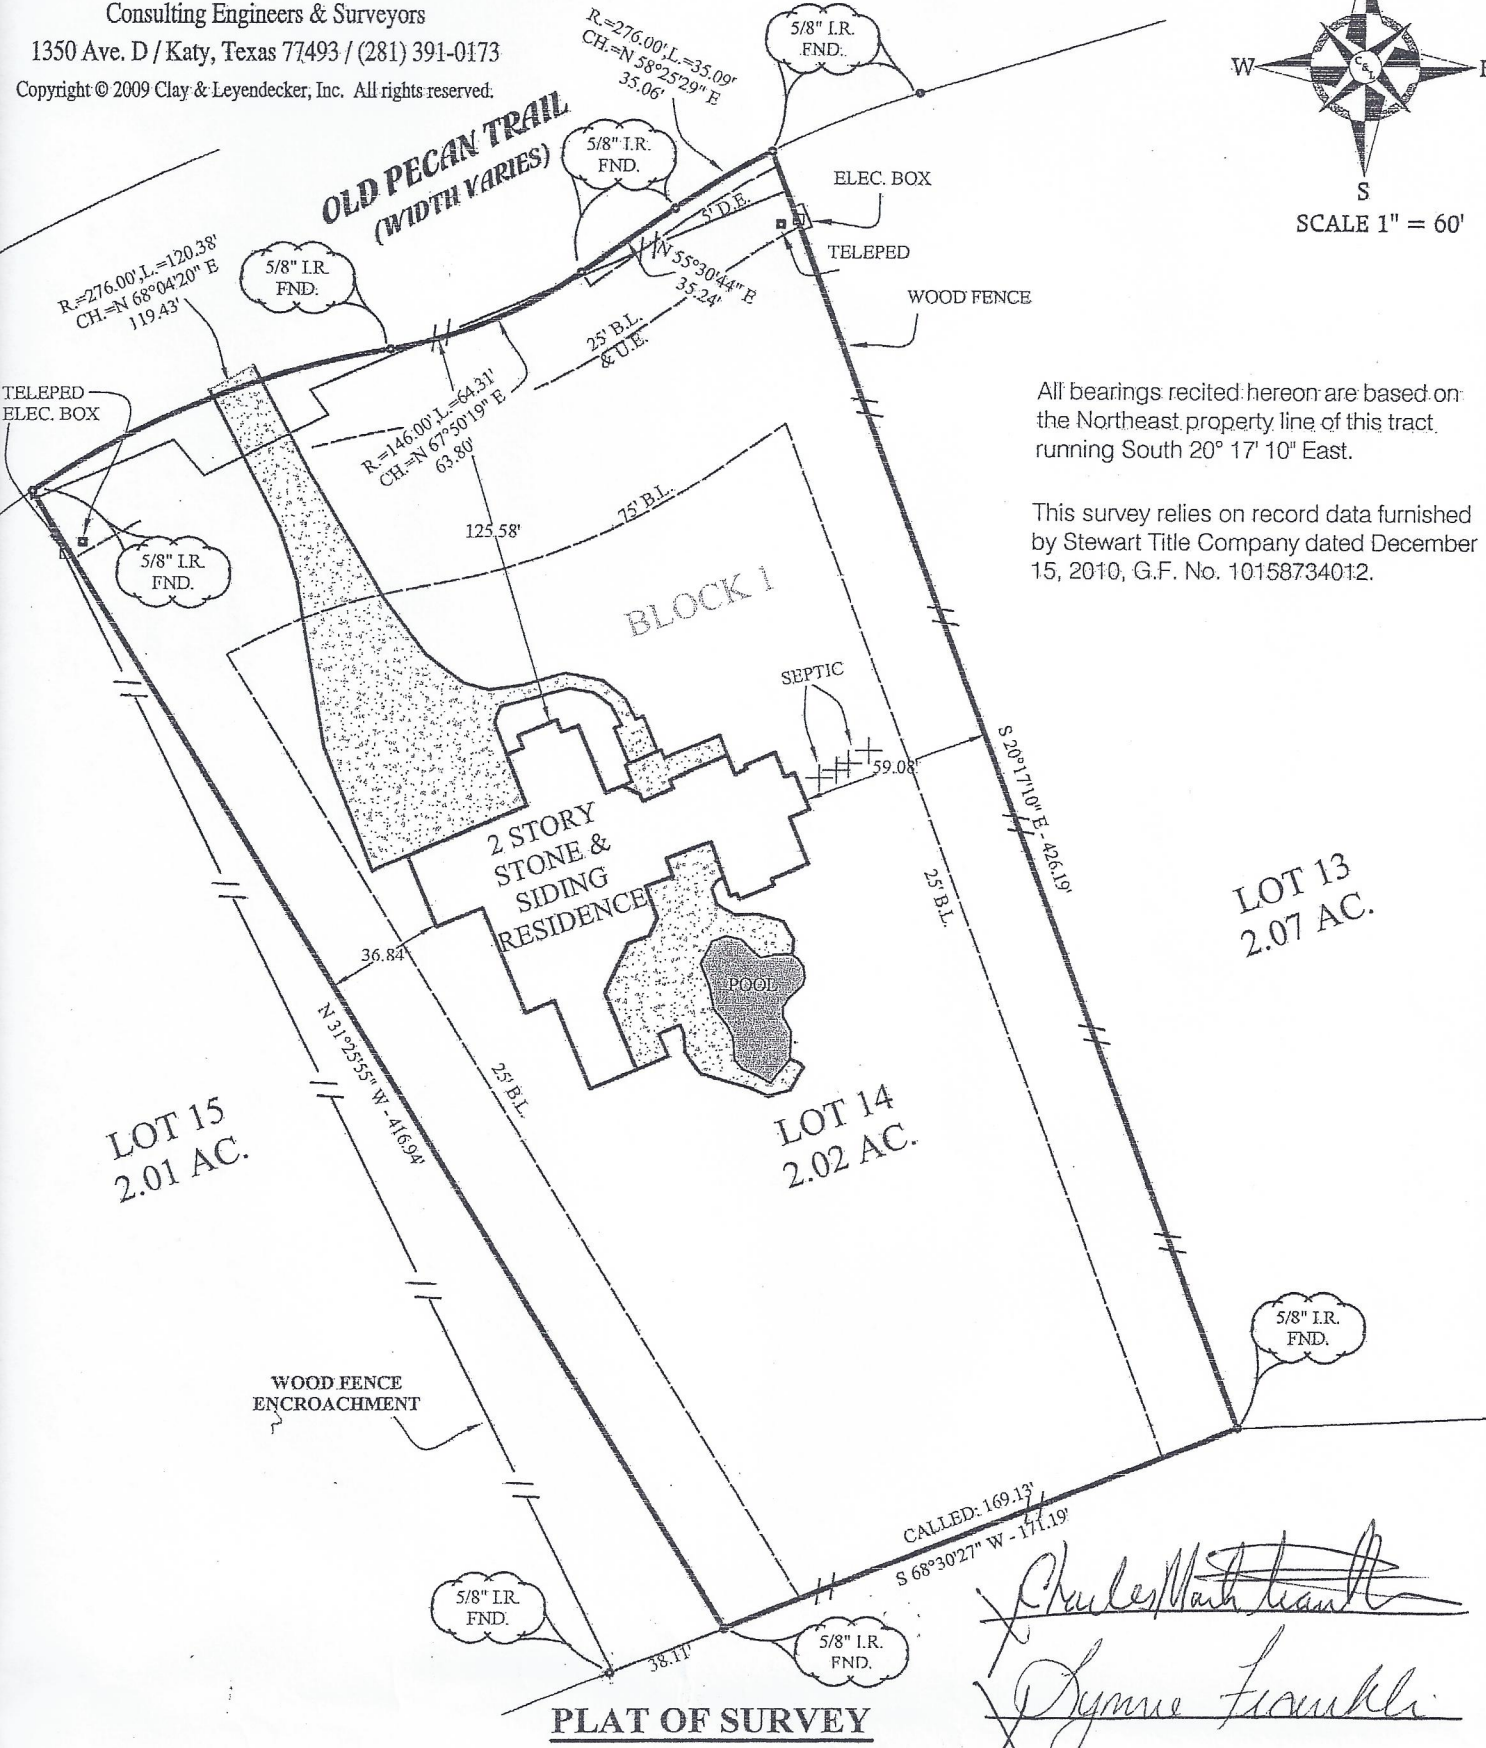 Consulting Engineers & Surveyors
1350 Ave. D / Katy, Texas 77493 / (281) 391-0173
Copyright © 2009 Clay & Leyendecker, Inc. All rights reserved.
R.=276.00',L.=35.09'
CH.=N 58°25'29" E
35.06'
5/8" I.R.
FND.
W
E
C&L
S
SCALE 1" = 60'
OLD PECAN TRAIL
(WIDTH VARIES)
5/8" I.R.
FND.
ELEC. BOX
5' D.E.
TELEPED
N 55°30'44" E
35.24'
WOOD FENCE
R.=276.00',L.=120.38'
CH.=N 68°04'20" E
119.43'
5/8" I.R.
FND.
25' B.L.
& U.E.
TELEPED
ELEC. BOX
R.=146.00',L.=64.31'
CH.=N 67°50'19" E
63.80'
All bearings recited hereon are based on
the Northeast property line of this tract
running South 20° 17' 10" East.
75' B.L.
125.58'
This survey relies on record data furnished
by Stewart Title Company dated December
15, 2010, G.F. No. 10158734012.
5/8" I.R.
FND.
BLOCK 1
SEPTIC
59.08'
S 20°17'10" E - 426.19'
2 STORY
STONE &
SIDING
RESIDENCE
25' B.L.
LOT 13
2.07 AC.
36.84'
POOL
N 31°25'55" W - 416.94'
25' B.L.
LOT 15
2.01 AC.
LOT 14
2.02 AC.
5/8" I.R.
FND.
WOOD FENCE
ENCROACHMENT
CALLED: 169.13'
S 68°30'27" W - 171.19'
5/8" I.R.
FND.
5/8" I.R.
FND.
38.11'
PLAT OF SURVEY